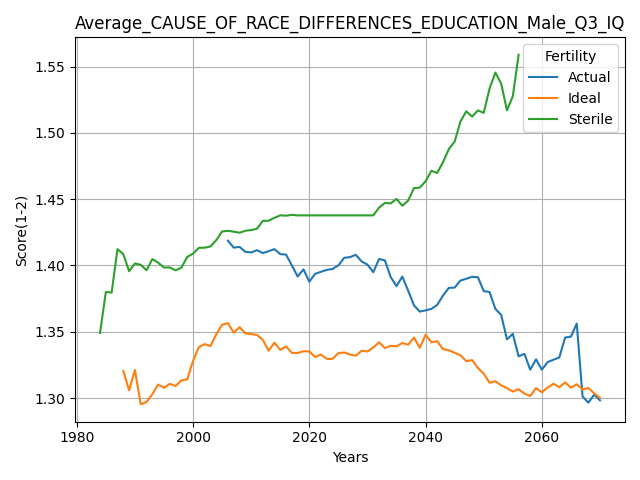 Average_CAUSE_OF_RACE_DIFFERENCES_EDUCATION_Male_Q3_IQ
Fertility
Actual
Ideal
Sterile
Score(1-2)
1.55
1.50
1.45
1.40
1.35
1.30
1980
2000
2020
2040
2060
Years